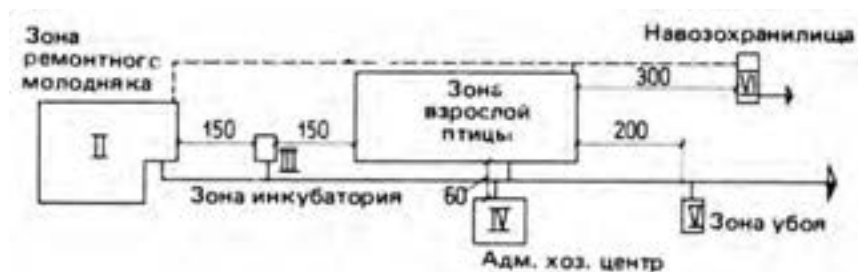 Зона
ремонтного
молодняка
Навозохранилища
Зона
взрослой
птицы
300
VI
150
150
200
II
III
Зона инкубатория
60
IV
V
Зона убоя
Адм. хоз. центр